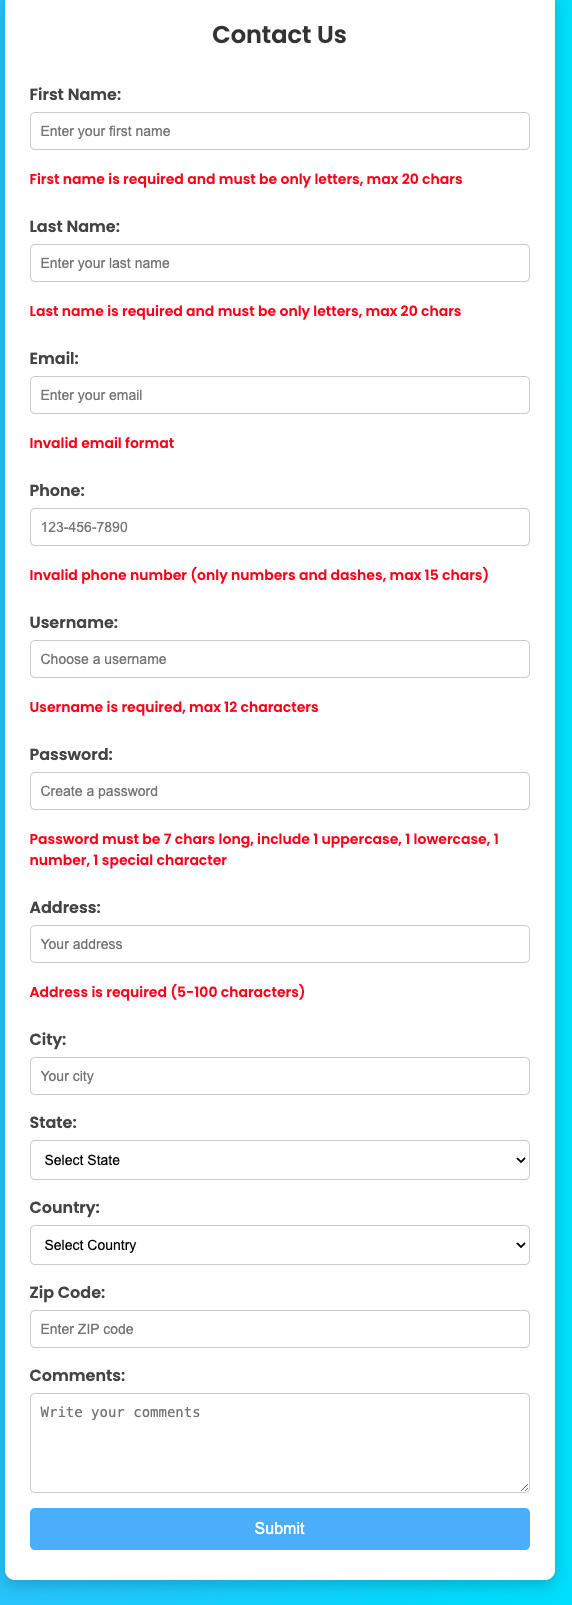 Contact Us
First Name:
Enter your first name
First name is required and must be only letters, max 20 chars
Last Name:
Enter your last name
Last name is required and must be only letters, max 20 chars
Email:
Enter your email
Invalid email format
Phone:
123-456-7890
Invalid phone number (only numbers and dashes, max 15 chars)
Username:
Choose a username
Username is required, max 12 characters
Password:
Create a password
Password must be 7 chars long, include 1 uppercase, 1 lowercase, 1
number, 1 special character
Address:
Your address
Address is required (5-100 characters)
City:
Your city
State:
Select State
Country:
Select Country
Zip Code:
Enter ZIP code
Comments:
Write your comments
Submit